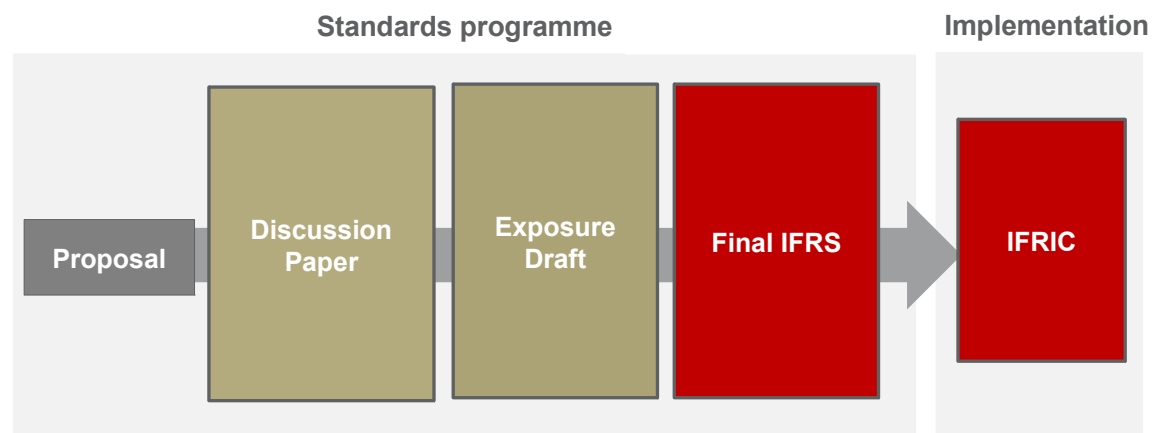 Standards programme
Implementation
Proposal
Discussion
Paper
Exposure
Draft
Final IFRS
IFRIC